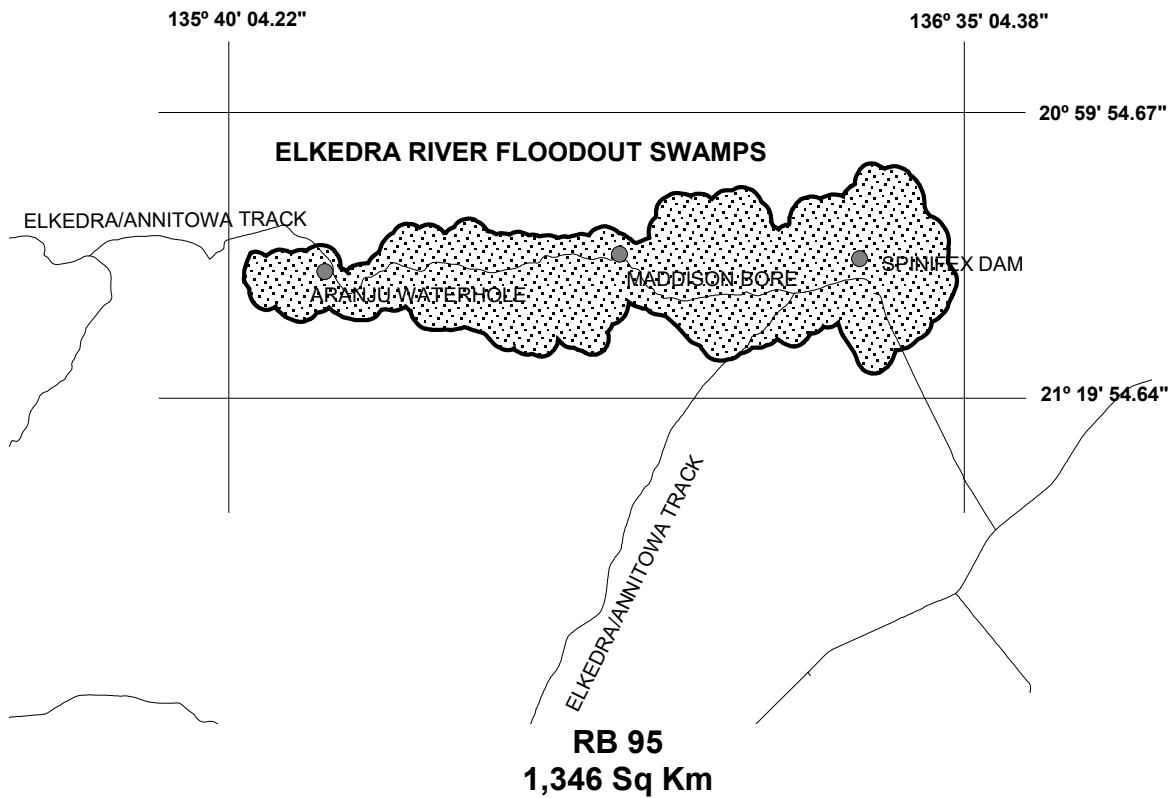 135º 40' 04.22"
136º 35' 04.38"
20º 59' 54.67"
ELKEDRA RIVER FLOODOUT SWAMPS
ELKEDRA/ANNITOWA TRACK
SPINIFEX DAM
MADDISON BORE
ARANJU WATERHOLE
21º 19' 54.64"
ELKEDRA/ANNITOWA TRACK
RB 95
1,346 Sq Km